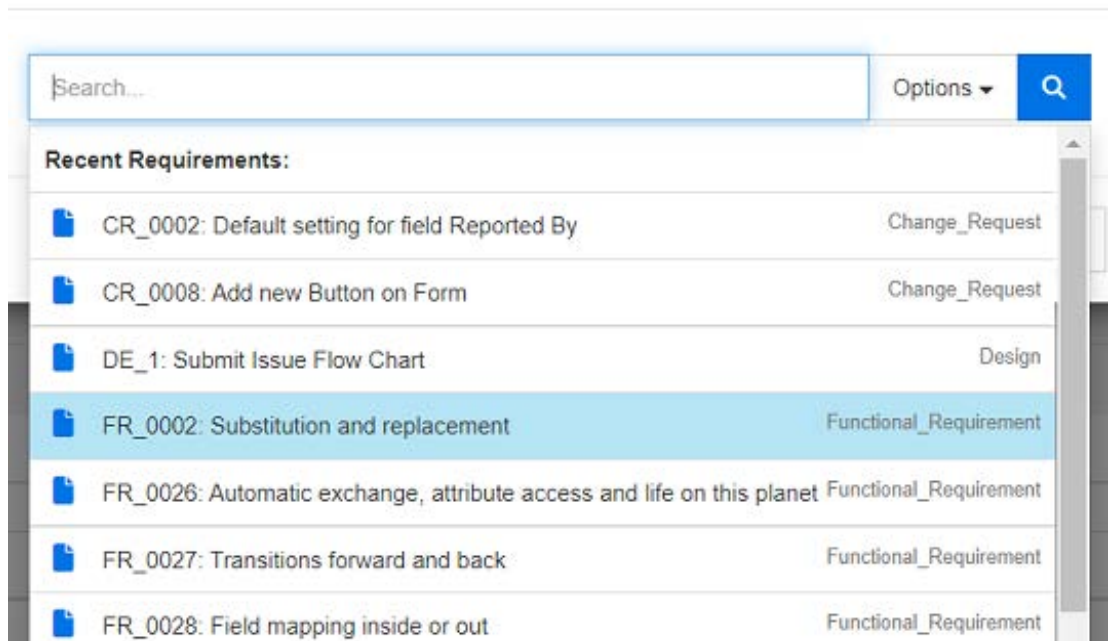 Search...
Options
Recent Requirements:
CR_0002: Default setting for field Reported By Change_Request
CR_0008: Add new Button on Form Change_Request
DE_1: Submit Issue Flow Chart Design
FR_0002: Substitution and replacement Functional_Requirement
FR_0026: Automatic exchange, attribute access and life on this planet Functional_Requirement
FR_0027: Transitions forward and back Functional_Requirement
FR_0028: Field mapping inside or out Functional_Requirement